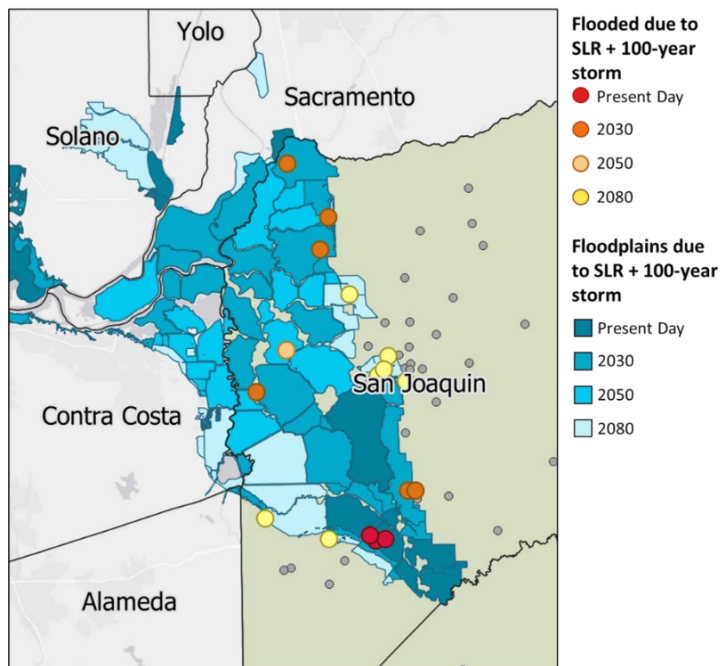 Yolo
Sacramento
Solano
San Joaquin
Contra Costa
Alameda
Flooded due to
SLR + 100-year
storm
Present Day
2030
2050
2080
Floodplains due
to SLR + 100-year
storm
Present Day
2030
2050
2080